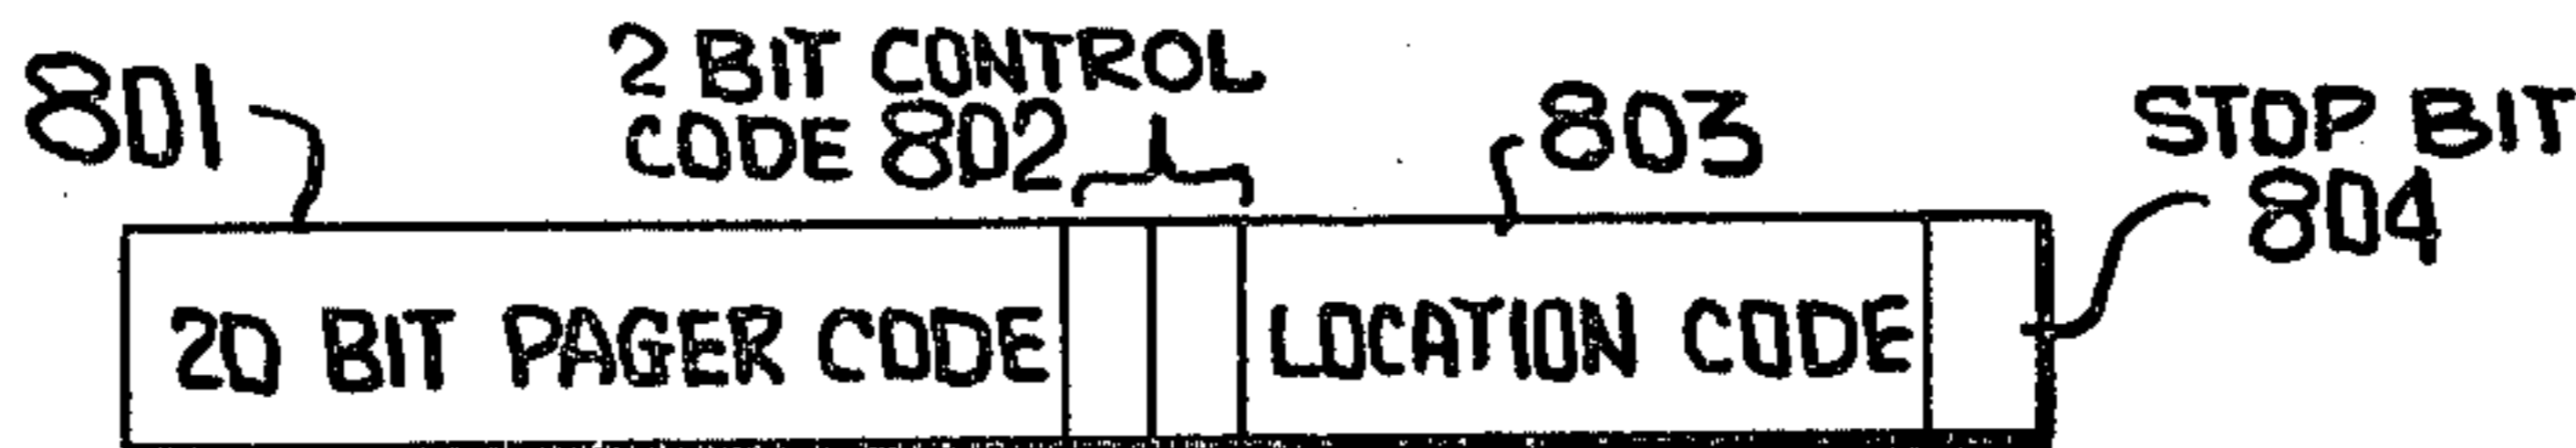 801
2 BIT CONTROL
CODE 802
803
STOP BIT
804
20 BIT PAGER CODE
LOCATION CODE